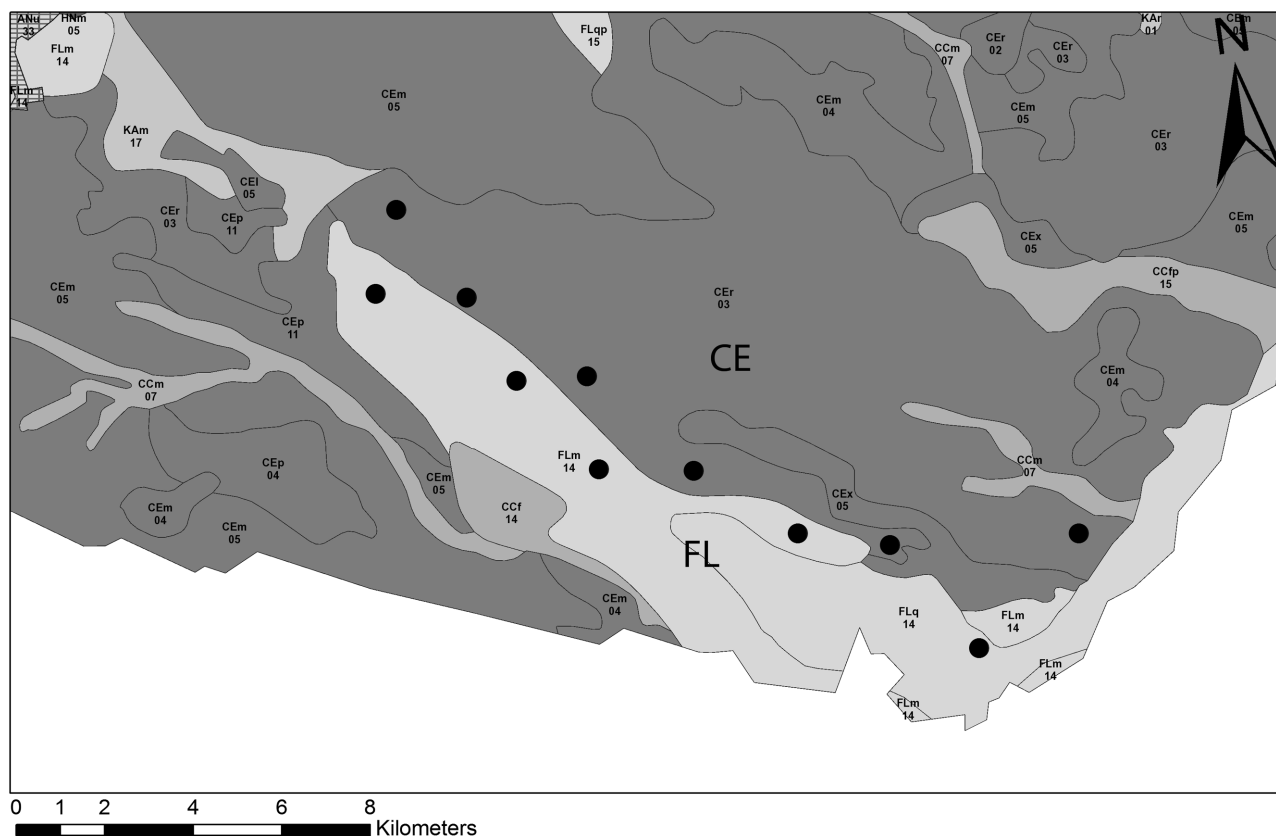 ANu
33
HNm
05
FLm
14
FLm
14
KAm
17
CEm
05
FLqp
15
CEm
04
CCm
07
CEr
02
CEr
03
KAr
01
CEm
05
N
CEm
05
CEr
03
CEl
05
CEr
03
CEp
11
CEx
05
CEm
05
CCfp
15
CEm
05
CEp
11
CEr
03
CE
CEm
04
CCm
07
CEp
04
CEm
05
FLm
14
CCm
07
CEx
05
CEm
04
CEm
05
CCf
14
FL
CEm
04
FLq
14
FLm
14
FLm
14
FLm
14
0 1 2 4 6 8
Kilometers